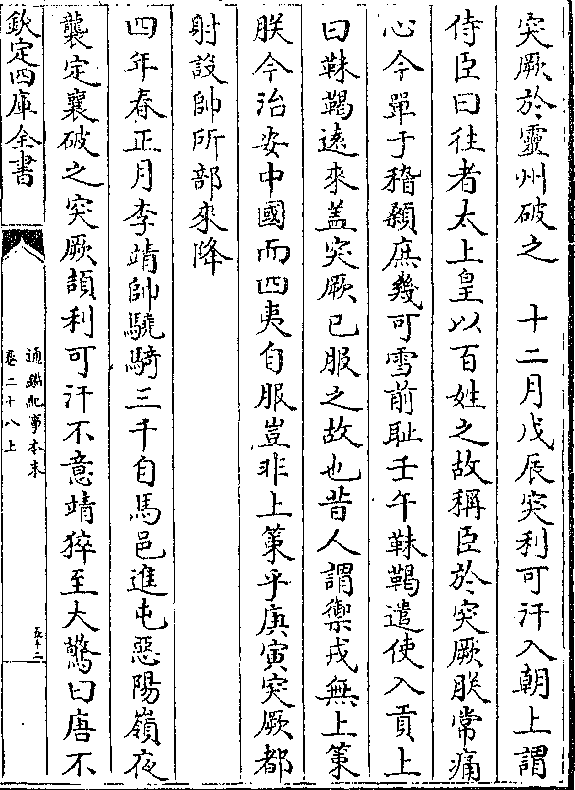 突厥於靈州破之　十二月戊辰突利可汗入朝上謂
侍臣曰往者太上皇以百姓之故稱臣於突厥朕常痛
心今單于稽顙庶幾可雪前耻壬午靺鞨遣使入貢上
曰靺鞨逺來盖突厥已服之故也昔人謂禦戎無上策
朕今治安中國而四夷自服豈非上策乎庚寅突厥都
射設帥所部來降
四年春正月李靖帥驍騎三千自馬邑進屯惡陽嶺夜
襲定襄破之突厥頡利可汗不意靖猝至大驚曰唐不
欽定四庫全書
通鑑紀事本末
卷二十八上
五十二